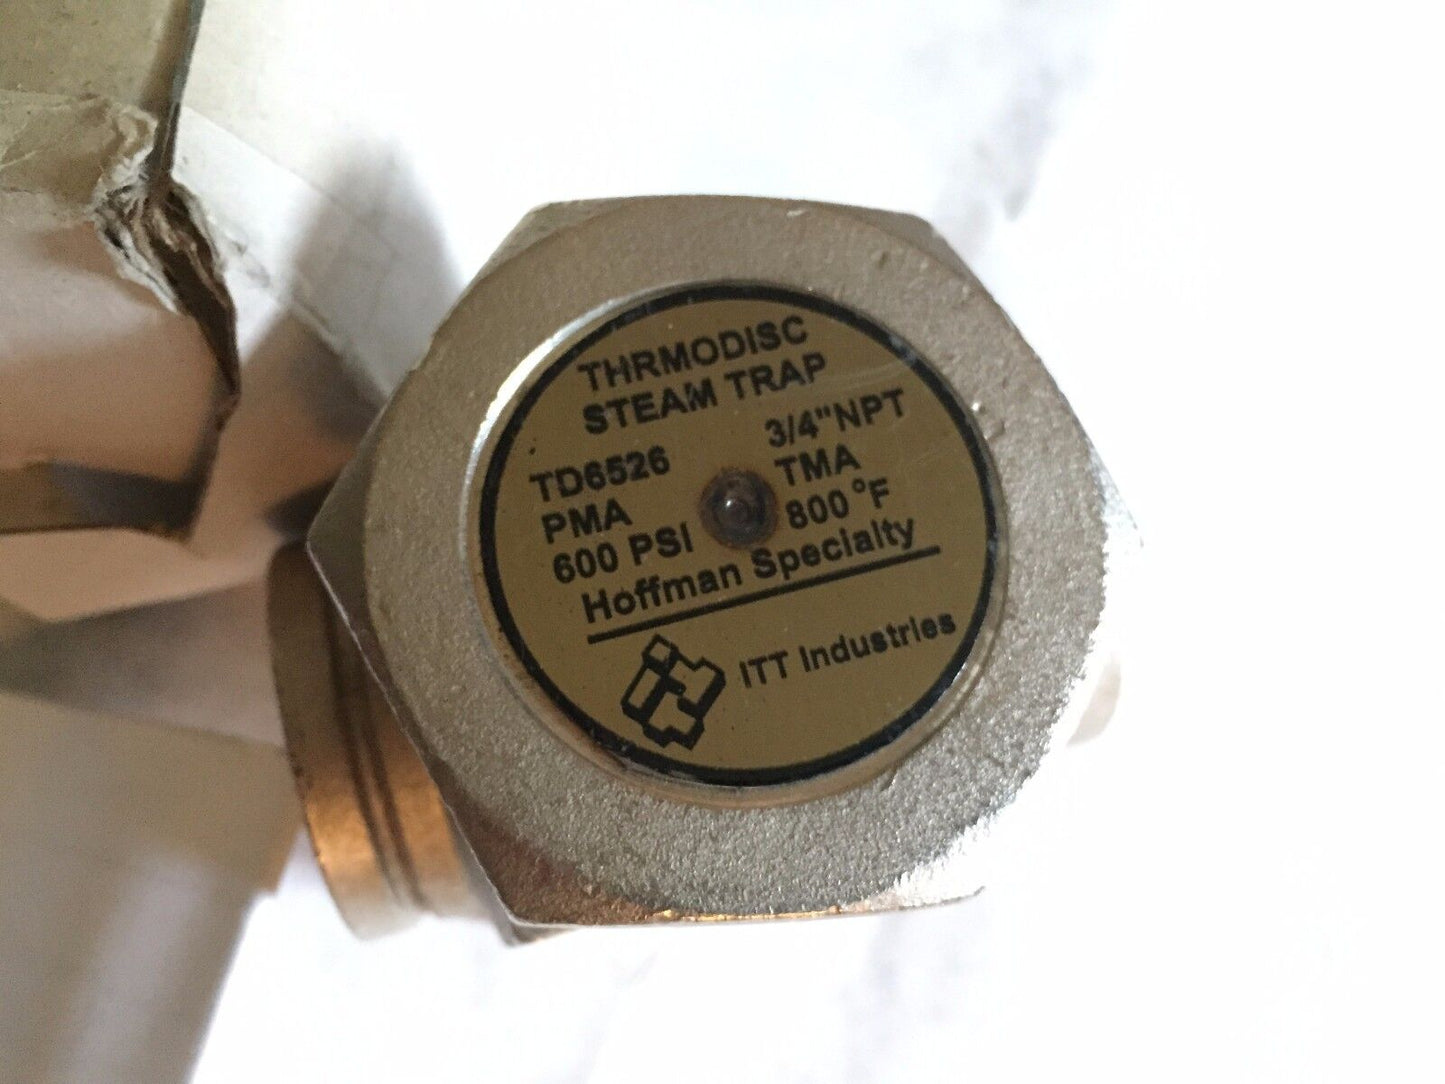 THRMODISC
STEAM TRAP
TD6526 3/4"NPT
PMA TMA
600 PSI 800 °F
Hoffman Specialty
ITT Industries